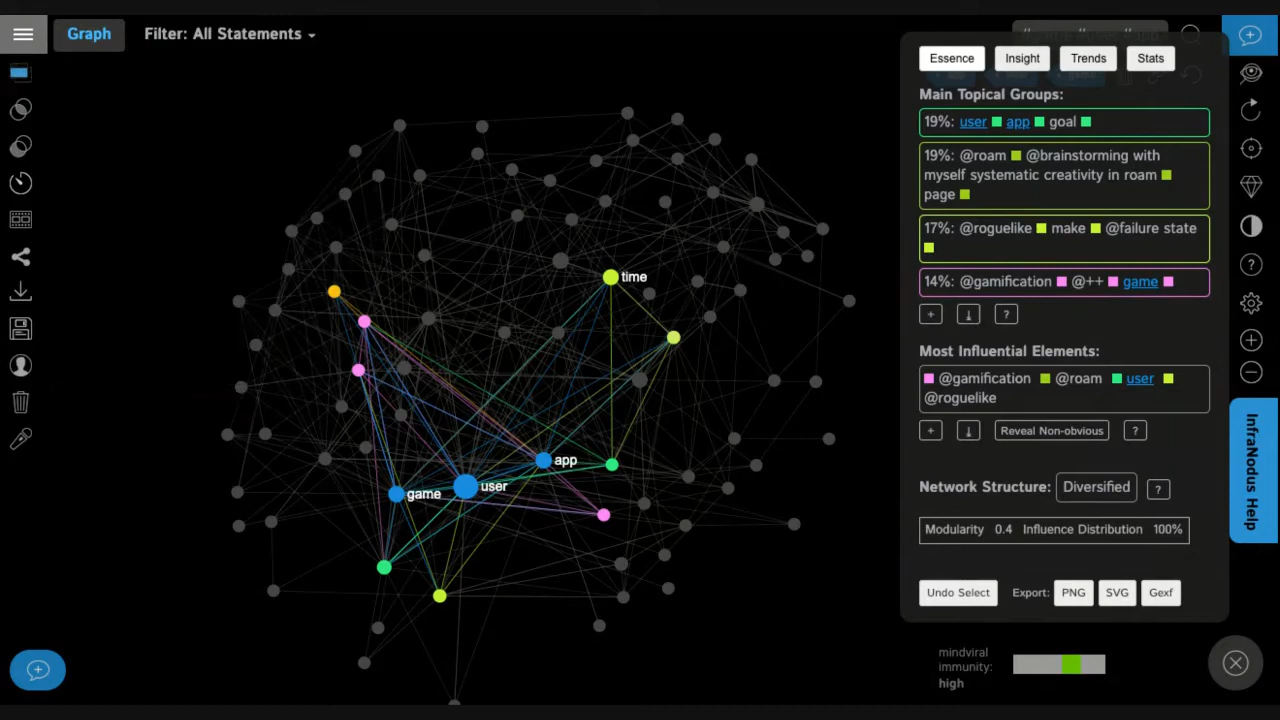 Graph
Filter: All Statements
Essence
Insight
Trends
Stats
Main Topical Groups:
19%: user app goal
19%: @roam @brainstorming with
myself systematic creativity in roam
page
17%: @roguelike make @failure state
14%: @gamification @++ game
+
?
Most Influential Elements:
@gamification @roam user
@roguelike
+
Reveal Non-obvious
?
Network Structure: Diversified ?
Modularity 0.4 Influence Distribution 100%
Undo Select
Export:
PNG
SVG
Gexf
mindviral
immunity:
high
time
app
user
game
InfraNodus Help